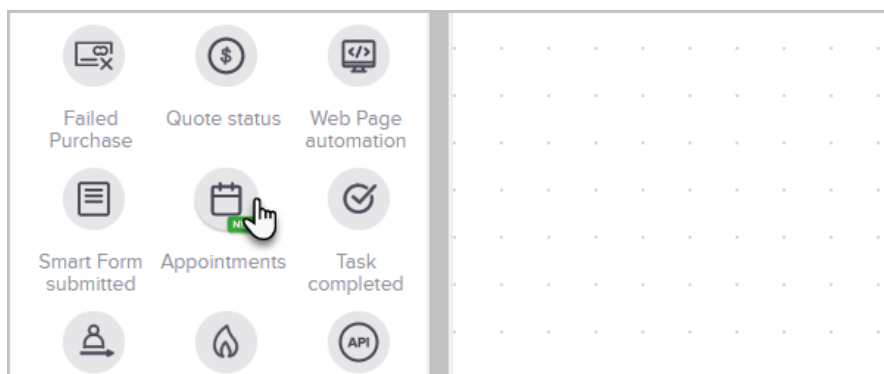 Failed
Purchase
Quote status
Web Page
automation
Smart Form
submitted
Appointments
Task
completed
API